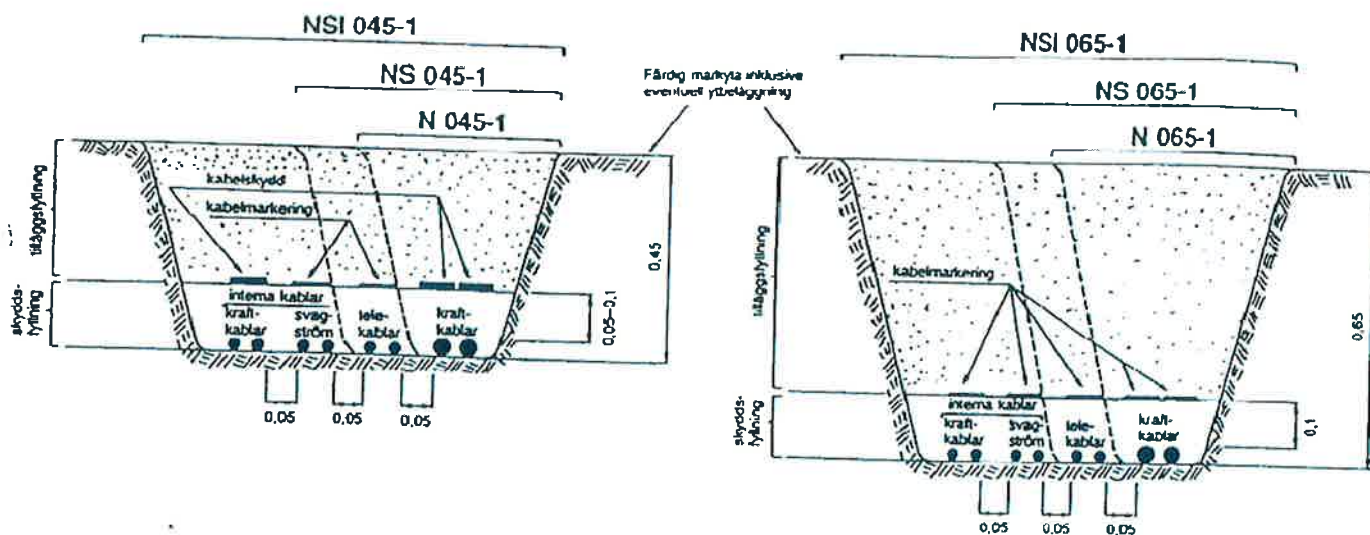 NSI 045-1
NS 045-1
N 045-1
kabelskydd
kabelmarkering
interna kablar
kraft-
kablar
svag-
ström
tele-
kablar
kraft-
kablar
tilläggsfyllning
skydds-
fyllning
0,05
0,05
0,05
0,05–0,1
0,45
Färdig markyta inklusive
eventuell ytbeläggning
NSI 065-1
NS 065-1
N 065-1
kabelmarkering
interna kablar
kraft-
kablar
svag-
ström
tele-
kablar
kraft-
kablar
tilläggsfyllning
skydds-
fyllning
0,05
0,05
0,05
0,1
0,65